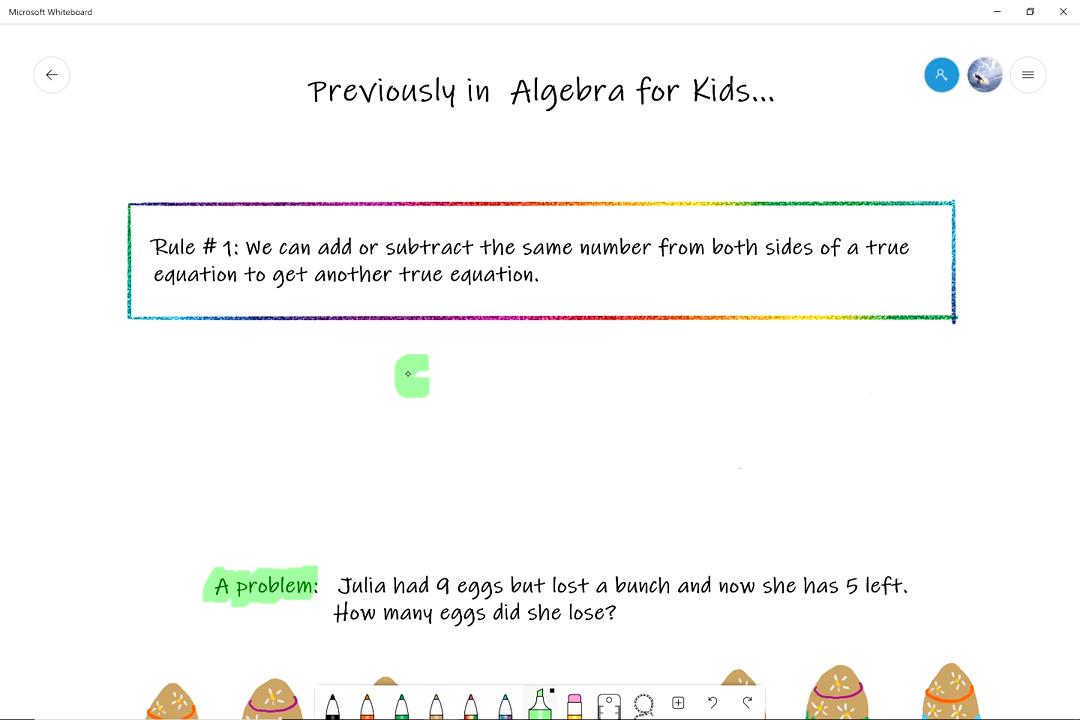 Microsoft Whiteboard
Previously in Algebra for Kids...
Rule # 1: We can add or subtract the same number from both sides of a true
equation to get another true equation.
A problem: Julia had 9 eggs but lost a bunch and now she has 5 left.
How many eggs did she lose?